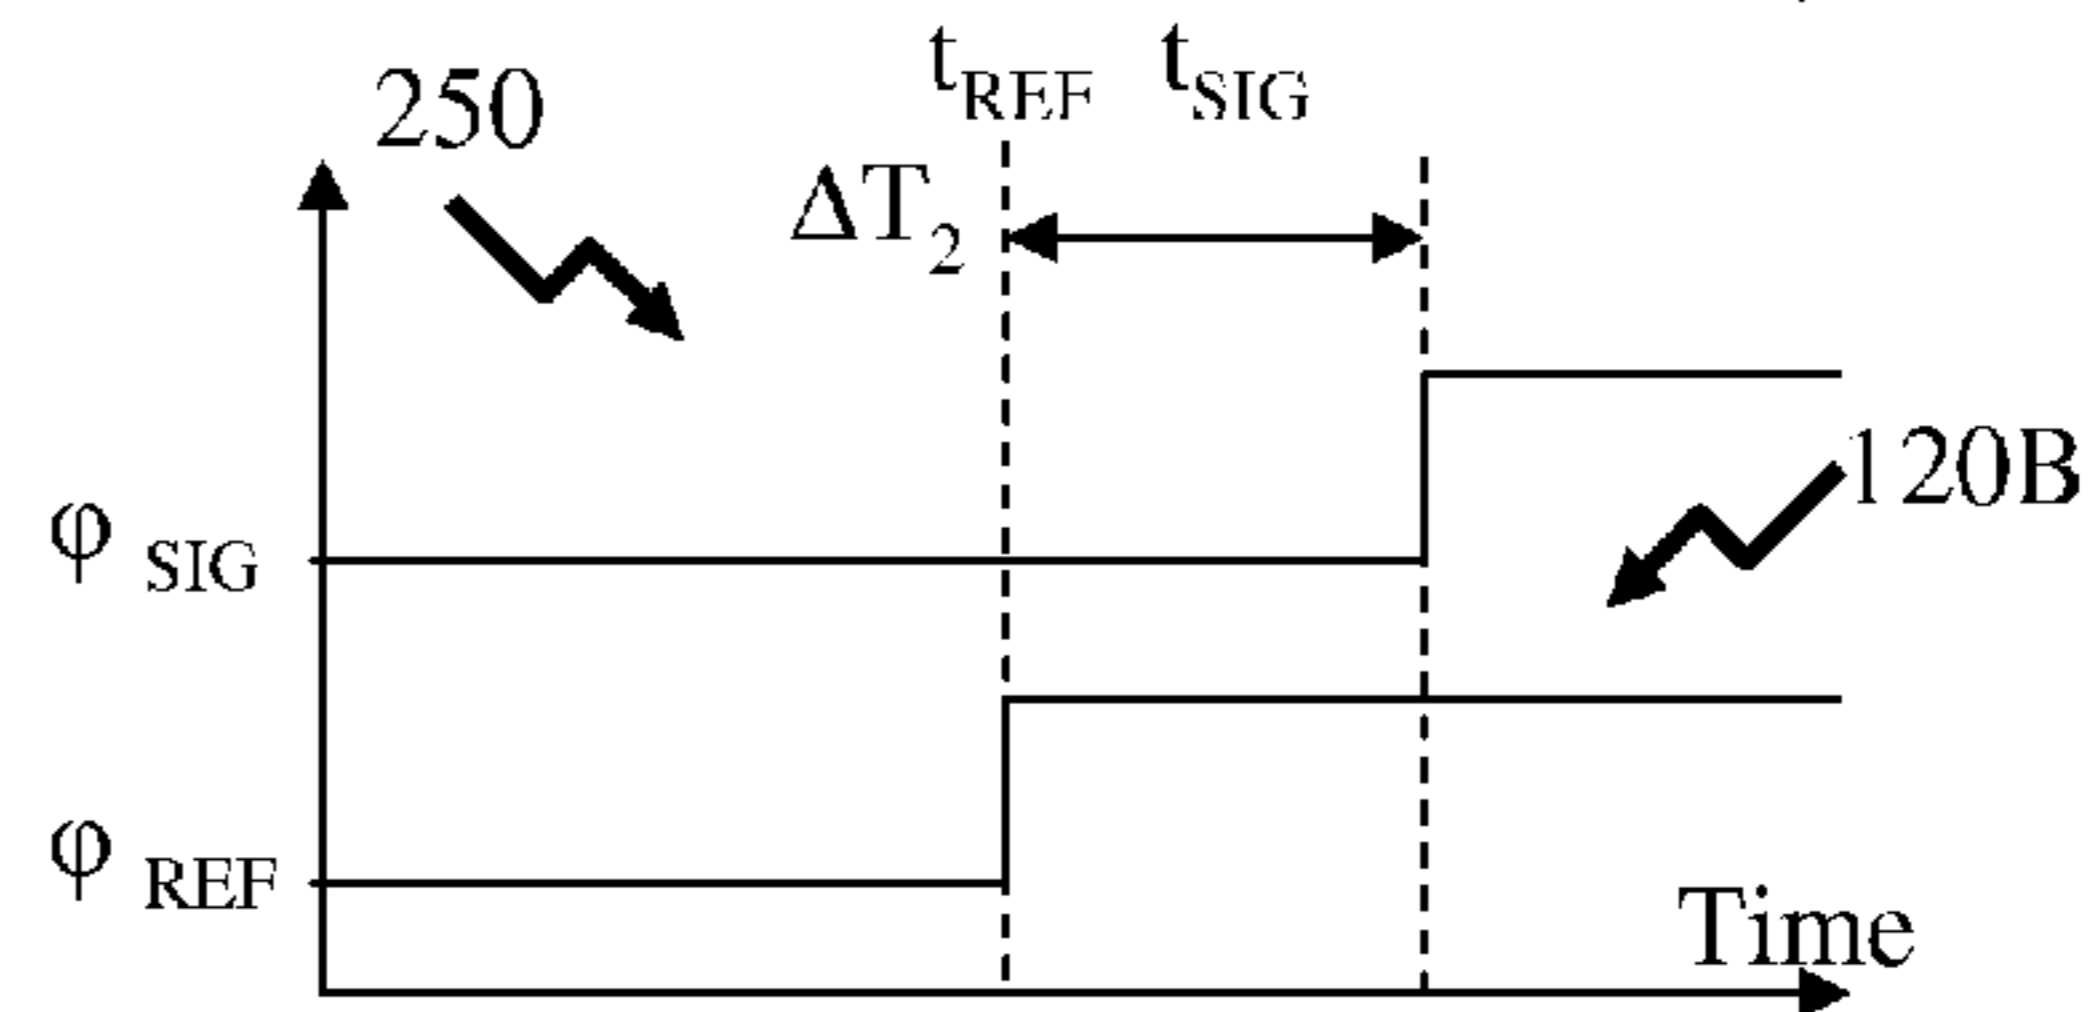 t_REF t_SIG
250
ΔT_2
120B
φ SIG
φ REF
Time